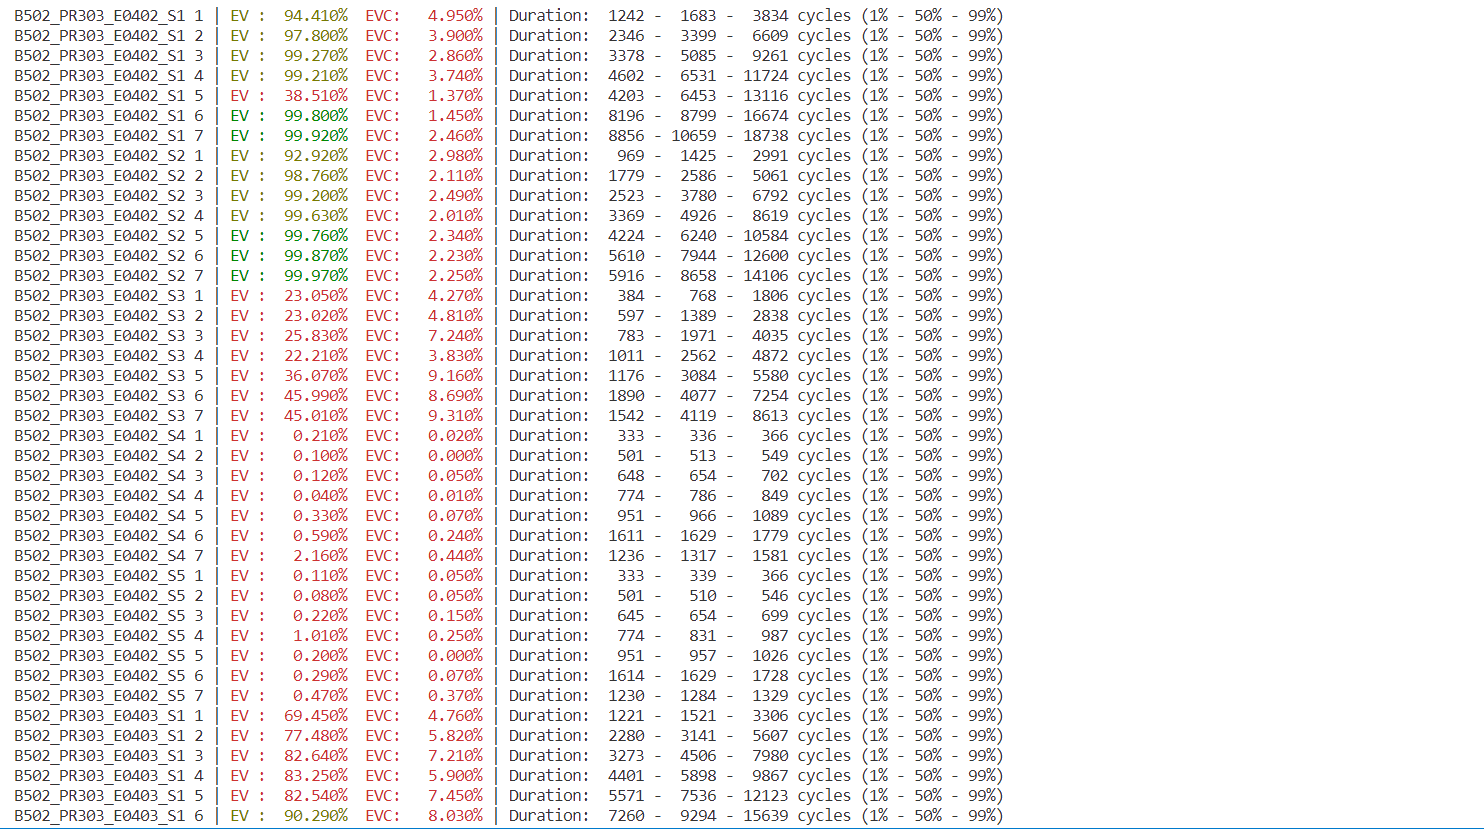 B502_PR303_E0402_S1 1 | EV :  94.410%  EVC:   4.950% | Duration:  1242 -  1683 -  3834 cycles (1% - 50% - 99%)
B502_PR303_E0402_S1 2 | EV :  97.800%  EVC:   3.900% | Duration:  2346 -  3399 -  6609 cycles (1% - 50% - 99%)
B502_PR303_E0402_S1 3 | EV :  99.270%  EVC:   2.860% | Duration:  3378 -  5085 -  9261 cycles (1% - 50% - 99%)
B502_PR303_E0402_S1 4 | EV :  99.210%  EVC:   3.740% | Duration:  4602 -  6531 - 11724 cycles (1% - 50% - 99%)
B502_PR303_E0402_S1 5 | EV :  38.510%  EVC:   1.370% | Duration:  4203 -  6453 - 13116 cycles (1% - 50% - 99%)
B502_PR303_E0402_S1 6 | EV :  99.800%  EVC:   1.450% | Duration:  8196 -  8799 - 16674 cycles (1% - 50% - 99%)
B502_PR303_E0402_S1 7 | EV :  99.920%  EVC:   2.460% | Duration:  8856 - 10659 - 18738 cycles (1% - 50% - 99%)
B502_PR303_E0402_S2 1 | EV :  92.920%  EVC:   2.980% | Duration:   969 -  1425 -  2991 cycles (1% - 50% - 99%)
B502_PR303_E0402_S2 2 | EV :  98.760%  EVC:   2.110% | Duration:  1779 -  2586 -  5061 cycles (1% - 50% - 99%)
B502_PR303_E0402_S2 3 | EV :  99.200%  EVC:   2.490% | Duration:  2523 -  3780 -  6792 cycles (1% - 50% - 99%)
B502_PR303_E0402_S2 4 | EV :  99.630%  EVC:   2.010% | Duration:  3369 -  4926 -  8619 cycles (1% - 50% - 99%)
B502_PR303_E0402_S2 5 | EV :  99.760%  EVC:   2.340% | Duration:  4224 -  6240 - 10584 cycles (1% - 50% - 99%)
B502_PR303_E0402_S2 6 | EV :  99.870%  EVC:   2.230% | Duration:  5610 -  7944 - 12600 cycles (1% - 50% - 99%)
B502_PR303_E0402_S2 7 | EV :  99.970%  EVC:   2.250% | Duration:  5916 -  8658 - 14106 cycles (1% - 50% - 99%)
B502_PR303_E0402_S3 1 | EV :  23.050%  EVC:   4.270% | Duration:   384 -   768 -  1806 cycles (1% - 50% - 99%)
B502_PR303_E0402_S3 2 | EV :  23.020%  EVC:   4.810% | Duration:   597 -  1389 -  2838 cycles (1% - 50% - 99%)
B502_PR303_E0402_S3 3 | EV :  25.830%  EVC:   7.240% | Duration:   783 -  1971 -  4035 cycles (1% - 50% - 99%)
B502_PR303_E0402_S3 4 | EV :  22.210%  EVC:   3.830% | Duration:  1011 -  2562 -  4872 cycles (1% - 50% - 99%)
B502_PR303_E0402_S3 5 | EV :  36.070%  EVC:   9.160% | Duration:  1176 -  3084 -  5580 cycles (1% - 50% - 99%)
B502_PR303_E0402_S3 6 | EV :  45.990%  EVC:   8.690% | Duration:  1890 -  4077 -  7254 cycles (1% - 50% - 99%)
B502_PR303_E0402_S3 7 | EV :  45.010%  EVC:   9.310% | Duration:  1542 -  4119 -  8613 cycles (1% - 50% - 99%)
B502_PR303_E0402_S4 1 | EV :   0.210%  EVC:   0.020% | Duration:   333 -   336 -   366 cycles (1% - 50% - 99%)
B502_PR303_E0402_S4 2 | EV :   0.100%  EVC:   0.000% | Duration:   501 -   513 -   549 cycles (1% - 50% - 99%)
B502_PR303_E0402_S4 3 | EV :   0.120%  EVC:   0.050% | Duration:   648 -   654 -   702 cycles (1% - 50% - 99%)
B502_PR303_E0402_S4 4 | EV :   0.040%  EVC:   0.010% | Duration:   774 -   786 -   849 cycles (1% - 50% - 99%)
B502_PR303_E0402_S4 5 | EV :   0.330%  EVC:   0.070% | Duration:   951 -   966 -  1089 cycles (1% - 50% - 99%)
B502_PR303_E0402_S4 6 | EV :   0.590%  EVC:   0.240% | Duration:  1611 -  1629 -  1779 cycles (1% - 50% - 99%)
B502_PR303_E0402_S4 7 | EV :   2.160%  EVC:   0.440% | Duration:  1236 -  1317 -  1581 cycles (1% - 50% - 99%)
B502_PR303_E0402_S5 1 | EV :   0.110%  EVC:   0.050% | Duration:   333 -   339 -   366 cycles (1% - 50% - 99%)
B502_PR303_E0402_S5 2 | EV :   0.080%  EVC:   0.050% | Duration:   501 -   510 -   546 cycles (1% - 50% - 99%)
B502_PR303_E0402_S5 3 | EV :   0.220%  EVC:   0.150% | Duration:   645 -   654 -   699 cycles (1% - 50% - 99%)
B502_PR303_E0402_S5 4 | EV :   1.010%  EVC:   0.250% | Duration:   774 -   831 -   987 cycles (1% - 50% - 99%)
B502_PR303_E0402_S5 5 | EV :   0.200%  EVC:   0.000% | Duration:   951 -   957 -  1026 cycles (1% - 50% - 99%)
B502_PR303_E0402_S5 6 | EV :   0.290%  EVC:   0.070% | Duration:  1614 -  1629 -  1728 cycles (1% - 50% - 99%)
B502_PR303_E0402_S5 7 | EV :   0.470%  EVC:   0.370% | Duration:  1230 -  1284 -  1329 cycles (1% - 50% - 99%)
B502_PR303_E0403_S1 1 | EV :  69.450%  EVC:   4.760% | Duration:  1221 -  1521 -  3306 cycles (1% - 50% - 99%)
B502_PR303_E0403_S1 2 | EV :  77.480%  EVC:   5.820% | Duration:  2280 -  3141 -  5607 cycles (1% - 50% - 99%)
B502_PR303_E0403_S1 3 | EV :  82.640%  EVC:   7.210% | Duration:  3273 -  4506 -  7980 cycles (1% - 50% - 99%)
B502_PR303_E0403_S1 4 | EV :  83.250%  EVC:   5.900% | Duration:  4401 -  5898 -  9867 cycles (1% - 50% - 99%)
B502_PR303_E0403_S1 5 | EV :  82.540%  EVC:   7.450% | Duration:  5571 -  7536 - 12123 cycles (1% - 50% - 99%)
B502_PR303_E0403_S1 6 | EV :  90.290%  EVC:   8.030% | Duration:  7260 -  9294 - 15639 cycles (1% - 50% - 99%)